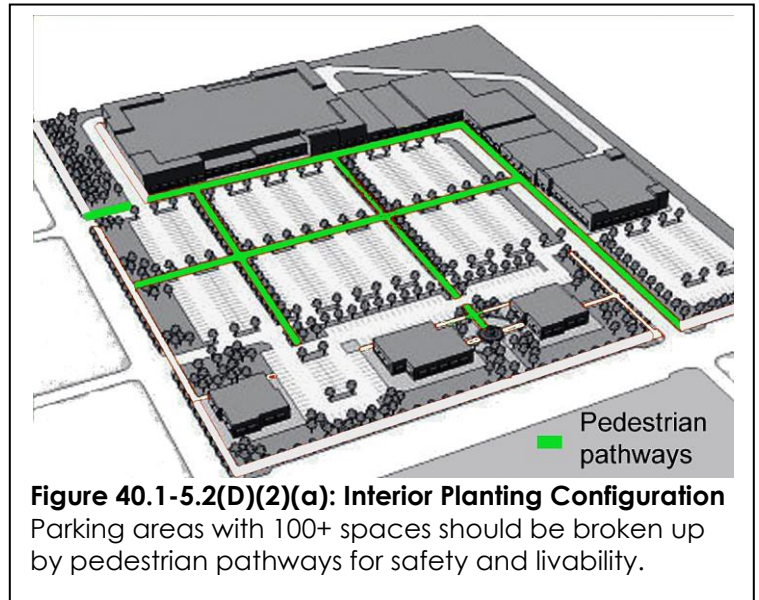 Pedestrian
pathways
Figure 40.1-5.2(D)(2)(a): Interior Planting Configuration
Parking areas with 100+ spaces should be broken up
by pedestrian pathways for safety and livability.